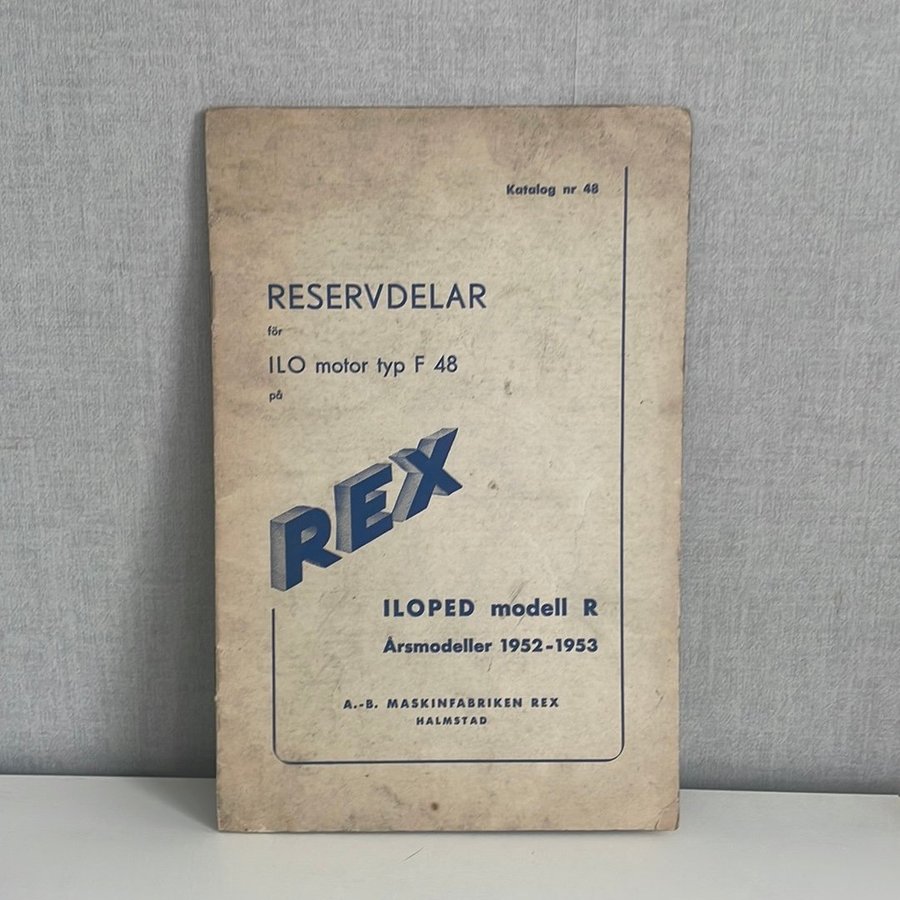 Katalog nr 48
RESERVDELAR
för
ILO motor typ F 48
på
REX
ILOPED modell R
Årsmodeller 1952-1953
A.-B. MASKINFABRIKEN REX
HALMSTAD